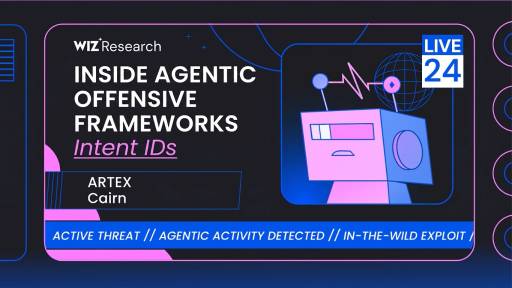 WIZ Research
LIVE
24
INSIDE AGENTIC
OFFENSIVE
FRAMEWORKS
Intent IDs
ARTEX
Cairn
ACTIVE THREAT // AGENTIC ACTIVITY DETECTED // IN-THE-WILD EXPLOIT /